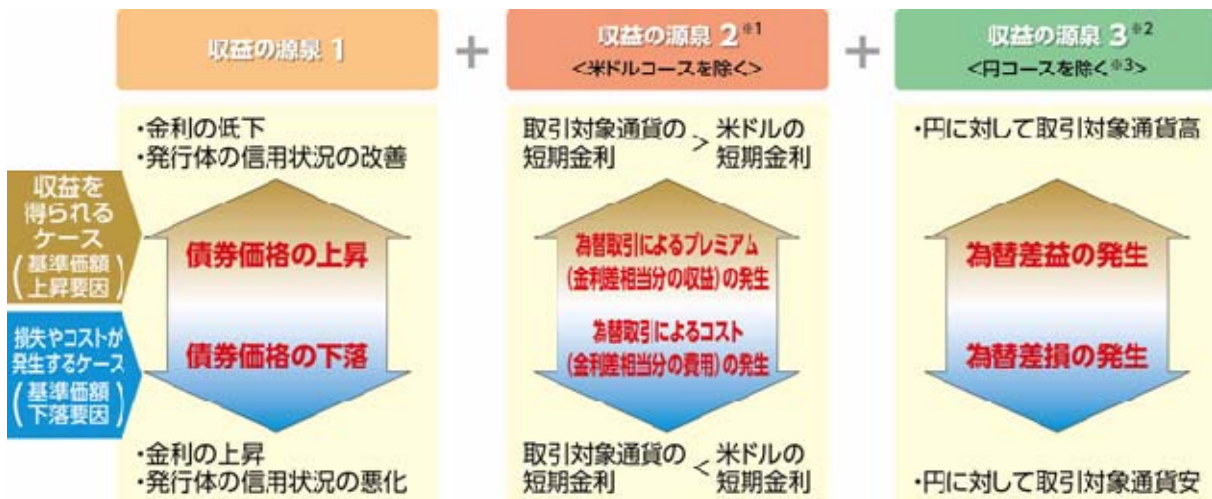 収益の源泉 1
+
収益の源泉 2※1
<米ドルコースを除く>
+
収益の源泉 3※2
<円コースを除く※3>
・金利の低下
・発行体の信用状況の改善
取引対象通貨の
短期金利
>
米ドルの
短期金利
・円に対して取引対象通貨高
収益を
得られる
ケース
(基準価額
上昇要因)
債券価格の上昇
為替取引によるプレミアム
(金利差相当分の収益)の発生
為替差益の発生
損失やコストが
発生するケース
(基準価額
下落要因)
債券価格の下落
為替取引によるコスト
(金利差相当分の費用)の発生
為替差損の発生
・金利の上昇
・発行体の信用状況の悪化
取引対象通貨の
短期金利
<
米ドルの
短期金利
・円に対して取引対象通貨安